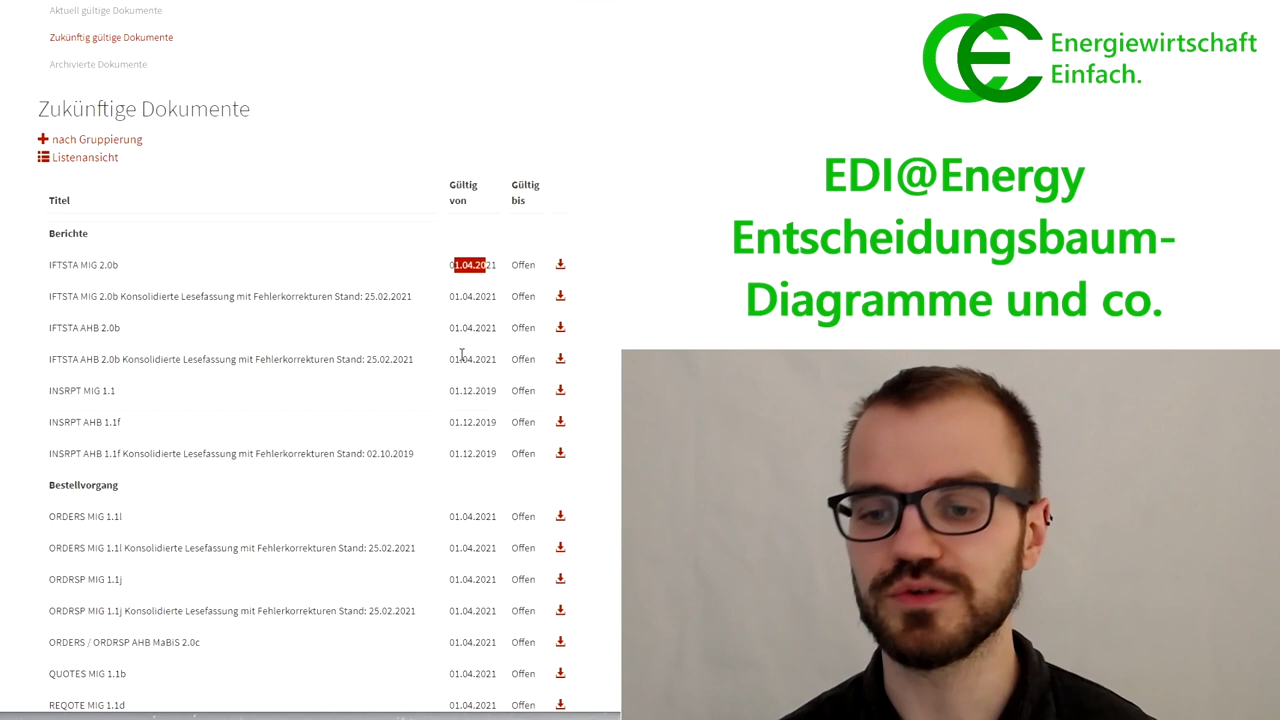 Aktuell gültige Dokumente
Zukünftig gültige Dokumente
Archivierte Dokumente
Zukünftige Dokumente
nach Gruppierung
Listenansicht
Titel Gültig von Gültig bis
Berichte
IFTSTA MIG 2.0b 01.04.2021 Offen
IFTSTA MIG 2.0b Konsolidierte Lesefassung mit Fehlerkorrekturen Stand: 25.02.2021 01.04.2021 Offen
IFTSTA AHB 2.0b 01.04.2021 Offen
IFTSTA AHB 2.0b Konsolidierte Lesefassung mit Fehlerkorrekturen Stand: 25.02.2021 01.04.2021 Offen
INSRPT MIG 1.1 01.12.2019 Offen
INSRPT AHB 1.1f 01.12.2019 Offen
INSRPT AHB 1.1f Konsolidierte Lesefassung mit Fehlerkorrekturen Stand: 02.10.2019 01.12.2019 Offen
Bestellvorgang
ORDERS MIG 1.1l 01.04.2021 Offen
ORDERS MIG 1.1l Konsolidierte Lesefassung mit Fehlerkorrekturen Stand: 25.02.2021 01.04.2021 Offen
ORDRSP MIG 1.1j 01.04.2021 Offen
ORDRSP MIG 1.1j Konsolidierte Lesefassung mit Fehlerkorrekturen Stand: 25.02.2021 01.04.2021 Offen
ORDERS / ORDRSP AHB MaBiS 2.0c 01.04.2021 Offen
QUOTES MIG 1.1b 01.04.2021 Offen
REQOTE MIG 1.1d 01.04.2021 Offen
Energiewirtschaft
Einfach.
EDI@Energy
Entscheidungsbaum-
Diagramme und co.